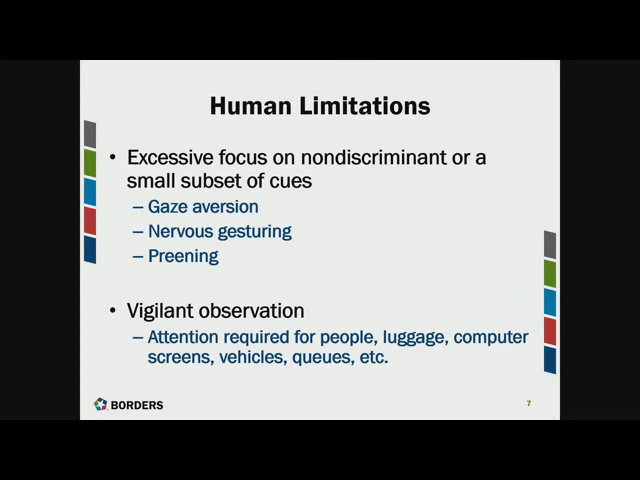 Human Limitations
• Excessive focus on nondiscriminant or a
small subset of cues
– Gaze aversion
– Nervous gesturing
– Preening
• Vigilant observation
– Attention required for people, luggage, computer
screens, vehicles, queues, etc.
BORDERS
7